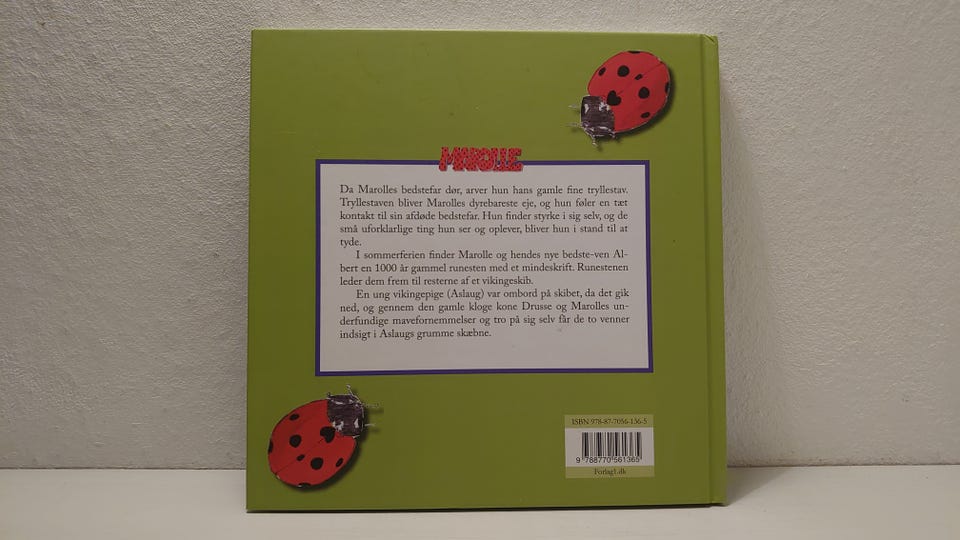 MAROLLE
Da Marolles bedstefar dør, arver hun hans gamle fine tryllestav.
Tryllestaven bliver Marolles dyrebareste eje, og hun føler en tæt
kontakt til sin afdøde bedstefar. Hun finder styrke i sig selv, og de
små uforklarlige ting hun ser og oplever, bliver hun i stand til at
tyde.
I sommerferien finder Marolle og hendes nye bedste-ven Al-
bert en 1000 år gammel runesten med et mindeskrift. Runestenen
leder dem frem til resterne af et vikingeskib.
En ung vikingepige (Aslaug) var ombord på skibet, da det gik
ned, og gennem den gamle kloge kone Drusse og Marolles un-
derfundige mavefornemmelser og tro på sig selv får de to venner
indsigt i Aslaugs grumme skæbne.
ISBN 978-87-7056-136-5
9 788770 561365
Forlag1.dk